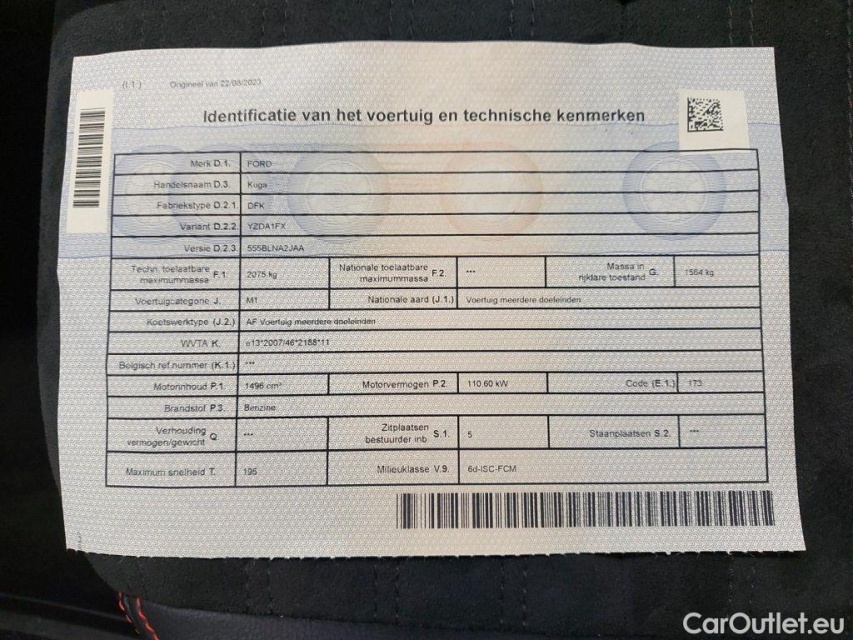 (I.1.) Origineel van 22/08/2023
Identificatie van het voertuig en technische kenmerken
Merk D.1. FORD
Handelsnaam D.3. Kuga
Fabriekstype D.2.1. DFK
Variant D.2.2. YZDA1FX
Versie D.2.3. 555BLNA2JAA
Techn. toelaatbare maximummassa F.1. 2075 kg Nationale toelaatbare maximummassa F.2. --- Massa in rijklare toestand G. 1564 kg
Voertuigcategorie J. M1 Nationale aard (J.1.) Voertuig meerdere doeleinden
Koetswerktype (J.2.) AF Voertuig meerdere doeleinden
WVTA K. e13*2007/46*2188*11
Belgisch ref.nummer (K.1.) ---
Motorinhoud P.1. 1496 cm³ Motorvermogen P.2. 110.60 kW Code (E.1.) 173
Brandstof P.3. Benzine
Verhouding vermogen/gewicht Q --- Zitplaatsen bestuurder inb. S.1. 5 Staanplaatsen S.2. ---
Maximum snelheid T. 195 Milieuklasse V.9. 6d-ISC-FCM
CarOutlet.eu